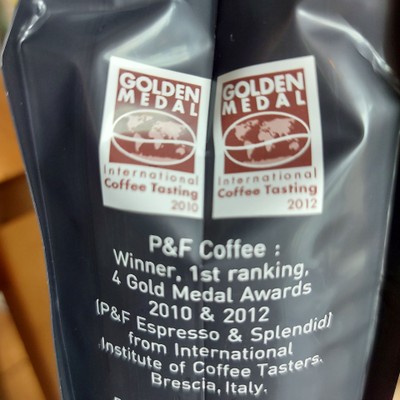 GOLDEN
MEDAL
International
Coffee Tasting
2010
GOLDEN
MEDAL
International
Coffee Tasting
2012
P&F Coffee :
Winner, 1st ranking,
4 Gold Medal Awards
2010 & 2012
(P&F Espresso & Splendid)
from International
Institute of Coffee Tasters,
Brescia, Italy.